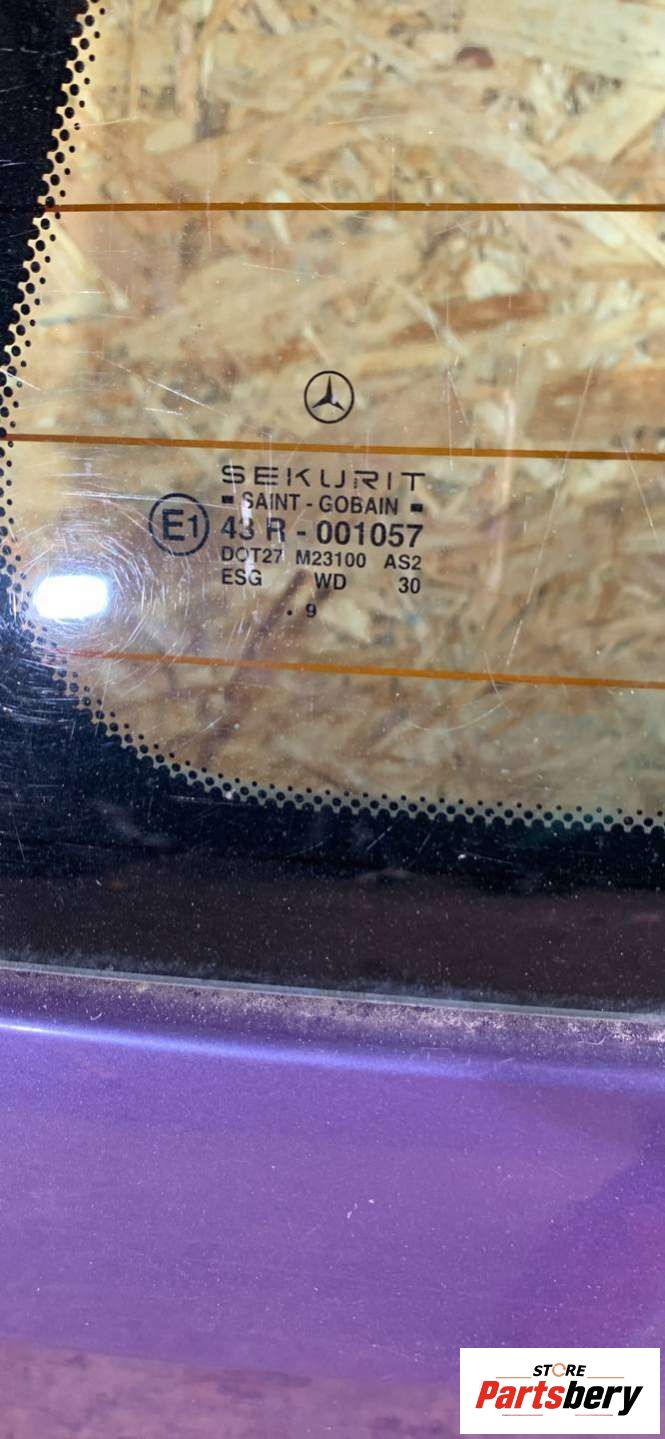 SEKURIT
SAINT - GOBAIN
E1
43 R - 001057
DOT27 M23100 AS2
ESG WD 30
. 9
STORE
Partsbery